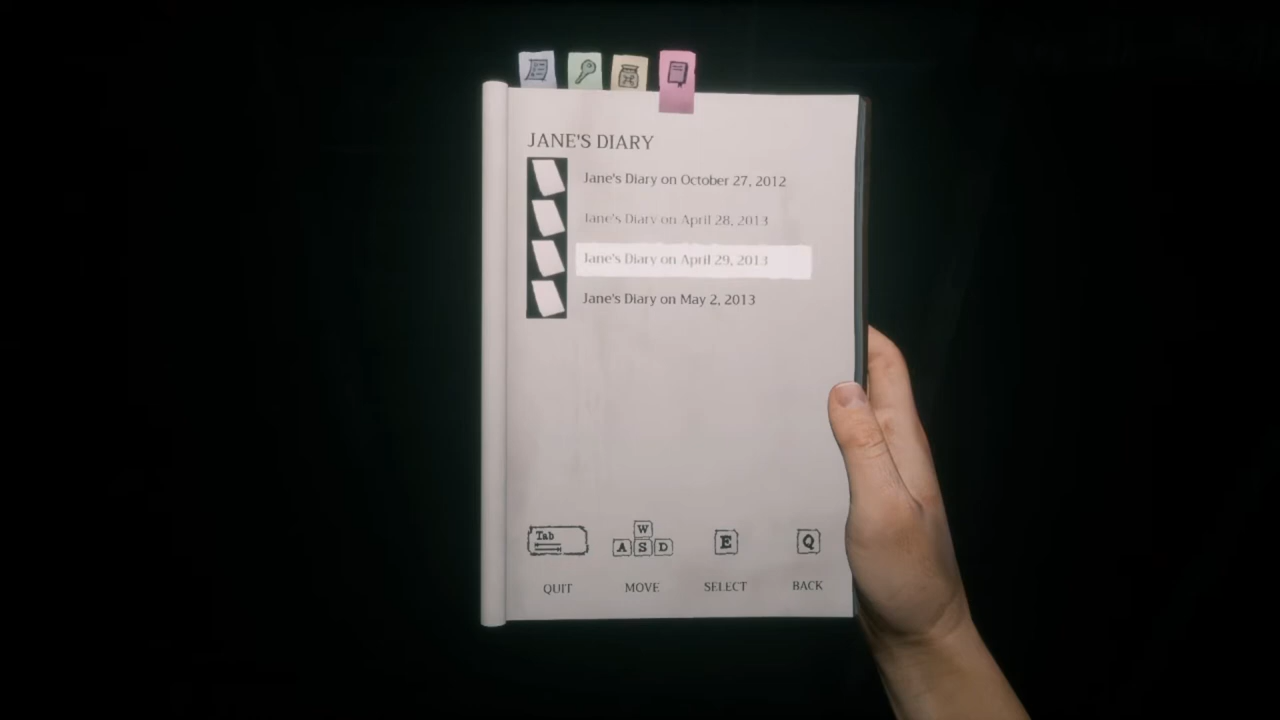 JANE'S DIARY
Jane's Diary on October 27, 2012
Jane's Diary on April 28, 2013
Jane's Diary on April 29, 2013
Jane's Diary on May 2, 2013
Tab W A S D E Q
QUIT MOVE SELECT BACK